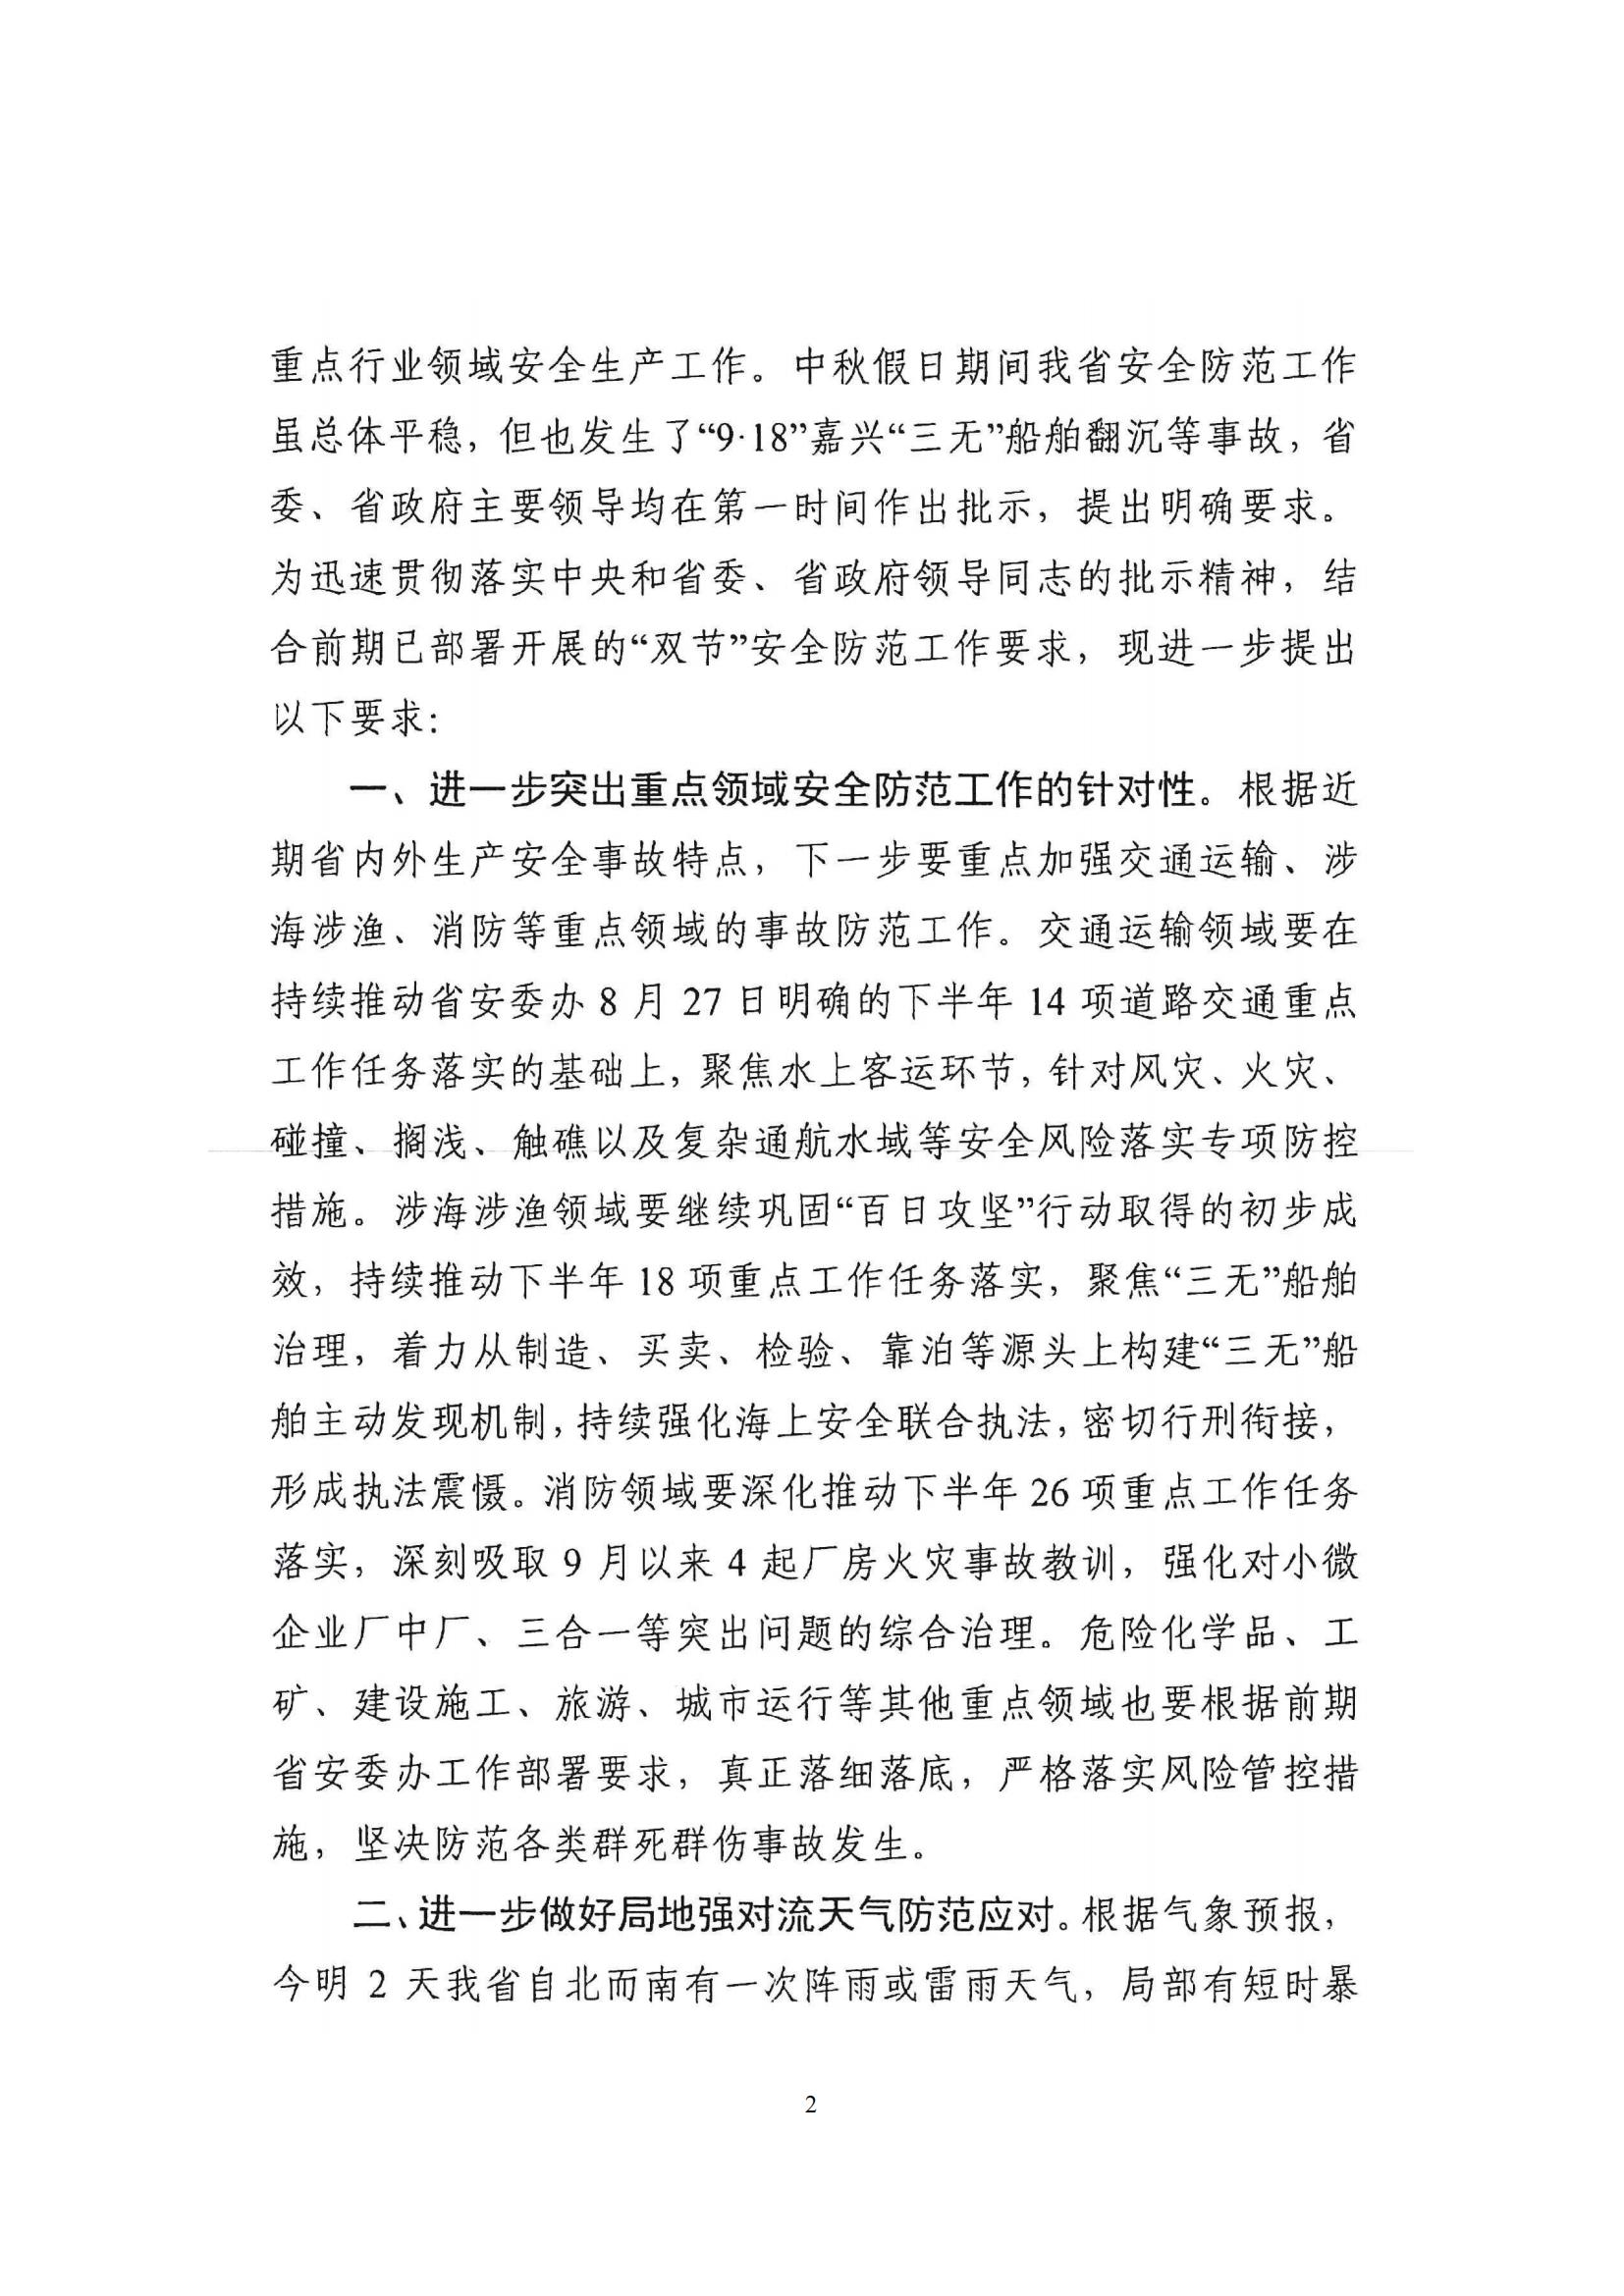 重点行业领域安全生产工作。中秋假日期间我省安全防范工作
虽总体平稳，但也发生了“9·18”嘉兴“三无”船舶翻沉等事故，省
委、省政府主要领导均在第一时间作出批示，提出明确要求。
为迅速贯彻落实中央和省委、省政府领导同志的批示精神，结
合前期已部署开展的“双节”安全防范工作要求，现进一步提出
以下要求：
一、进一步突出重点领域安全防范工作的针对性。根据近
期省内外生产安全事故特点，下一步要重点加强交通运输、涉
海涉渔、消防等重点领域的事故防范工作。交通运输领域要在
持续推动省安委办 8 月 27 日明确的下半年 14 项道路交通重点
工作任务落实的基础上，聚焦水上客运环节，针对风灾、火灾、
碰撞、搁浅、触礁以及复杂通航水域等安全风险落实专项防控
措施。涉海涉渔领域要继续巩固“百日攻坚”行动取得的初步成
效，持续推动下半年 18 项重点工作任务落实，聚焦“三无”船舶
治理，着力从制造、买卖、检验、靠泊等源头上构建“三无”船
舶主动发现机制，持续强化海上安全联合执法，密切行刑衔接，
形成执法震慑。消防领域要深化推动下半年 26 项重点工作任务
落实，深刻吸取 9 月以来 4 起厂房火灾事故教训，强化对小微
企业厂中厂、三合一等突出问题的综合治理。危险化学品、工
矿、建设施工、旅游、城市运行等其他重点领域也要根据前期
省安委办工作部署要求，真正落细落底，严格落实风险管控措
施，坚决防范各类群死群伤事故发生。
二、进一步做好局地强对流天气防范应对。根据气象预报，
今明 2 天我省自北而南有一次阵雨或雷雨天气，局部有短时暴
2